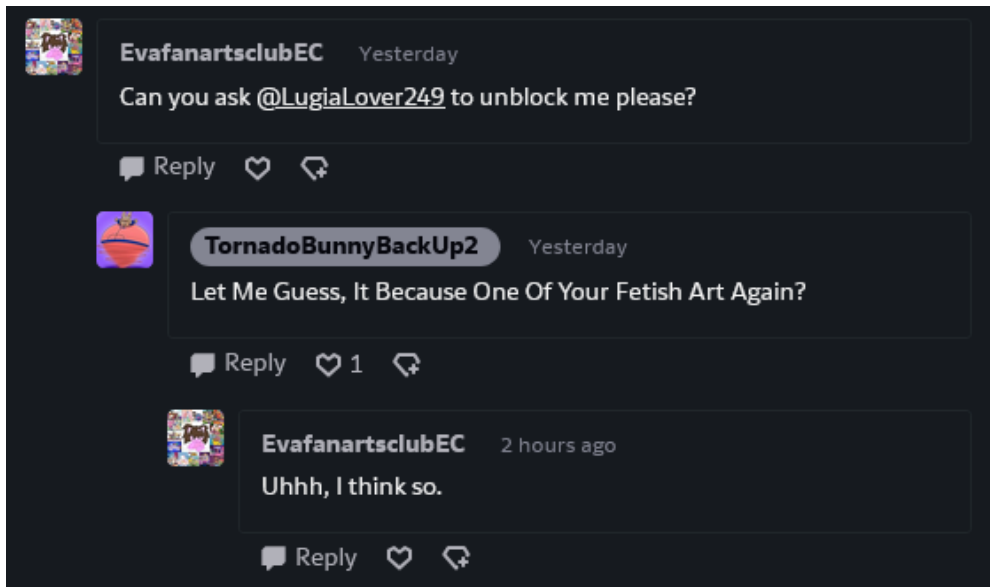 EvafanartsclubEC Yesterday
Can you ask @LugiaLover249 to unblock me please?
Reply
TornadoBunnyBackUp2 Yesterday
Let Me Guess, It Because One Of Your Fetish Art Again?
Reply 1
EvafanartsclubEC 2 hours ago
Uhhh, I think so.
Reply